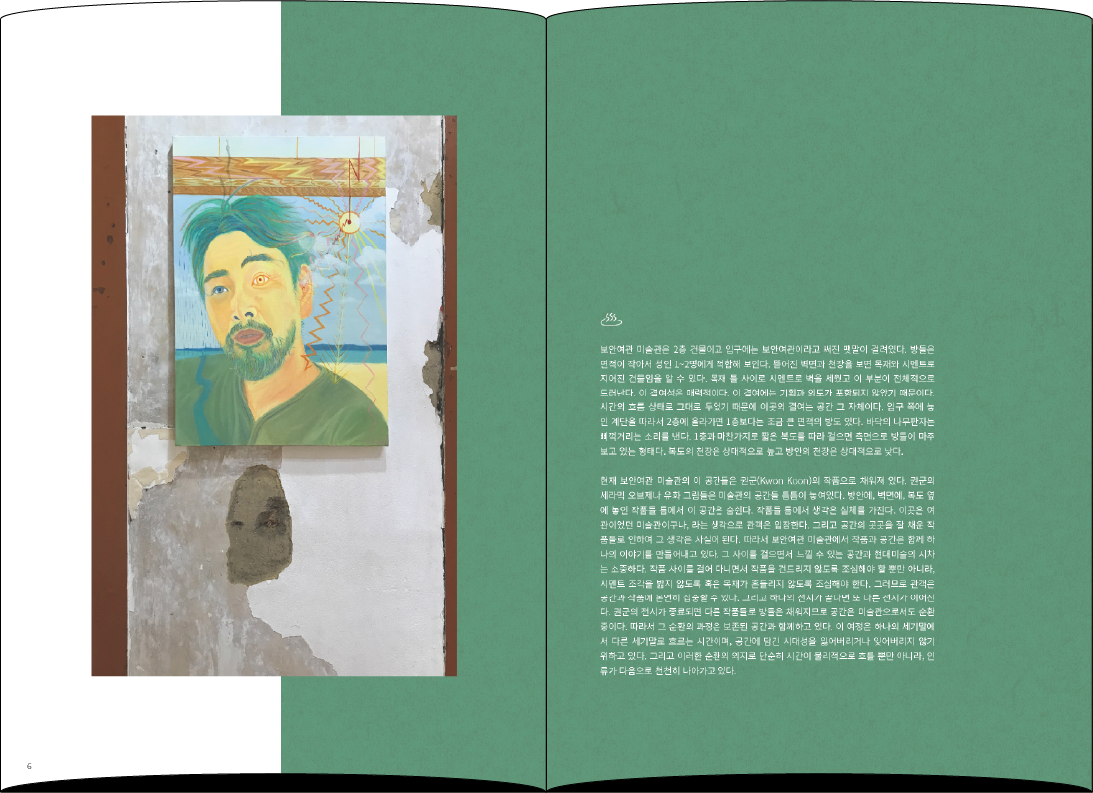 보안여관 미술관은 2층 건물이고 입구에는 보안여관이라고 써진 팻말이 걸려있다. 방들은
면적이 작아서 성인 1~2명에게 적합해 보인다. 뜯어진 벽면과 천장을 보면 목재와 시멘트로
지어진 건물임을 알 수 있다. 목재 틀 사이로 시멘트로 벽을 세웠고 이 부분이 전체적으로
드러난다. 이 결여성은 매력적이다. 이 결여에는 기획과 의도가 포함되지 않았기 때문이다.
시간의 흐름 상태로 그대로 두었기 때문에 이곳의 결여는 공간 그 자체이다. 입구 쪽에 놓
인 계단을 따라서 2층에 올라가면 1층보다는 조금 큰 면적의 방도 있다. 바닥의 나무판자는
삐걱거리는 소리를 낸다. 1층과 마찬가지로 짧은 복도를 따라 걸으면 측면으로 방들이 마주
보고 있는 형태다. 복도의 천장은 상대적으로 높고 방안의 천장은 상대적으로 낮다.
현재 보안여관 미술관의 이 공간들은 권군(Kwon Koon)의 작품으로 채워져 있다. 권군의
세라믹 오브제나 유화 그림들은 미술관의 공간들 틈틈이 놓여있다. 방안에, 벽면에, 복도 옆
에 놓인 작품들 틈에서 이 공간은 숨쉰다. 작품들 틈에서 생각은 실체를 가진다. 이곳은 여
관이었던 미술관이구나, 라는 생각으로 관객은 입장한다. 그리고 공간의 곳곳을 잘 채운 작
품들로 인하여 그 생각은 사실이 된다. 따라서 보안여관 미술관에서 작품과 공간은 함께 하
나의 이야기를 만들어내고 있다. 그 사이를 걸으면서 느낄 수 있는 공간과 현대미술의 시차
는 소중하다. 작품 사이를 걸어 다니면서 작품을 건드리지 않도록 조심해야 할 뿐만 아니라,
시멘트 조각을 밟지 않도록 혹은 목재가 흔들리지 않도록 조심해야 한다. 그러므로 관객은
공간과 작품에 온전히 집중할 수 있다. 그리고 하나의 전시가 끝나면 또 다른 전시가 이어진
다. 권군의 전시가 종료되면 다른 작품들로 방들은 채워지므로 공간은 미술관으로서도 순환
중이다. 따라서 그 순환의 과정은 보존된 공간과 함께하고 있다. 이 여정은 하나의 세기말에
서 다른 세기말로 흐르는 시간이며, 공간에 담긴 시대성을 잃어버리거나 잊어버리지 않기
위하고 있다. 그리고 이러한 순환의 의지로 단순히 시간이 물리적으로 흐를 뿐만 아니라, 인
류가 다음으로 천천히 나아가고 있다.
6